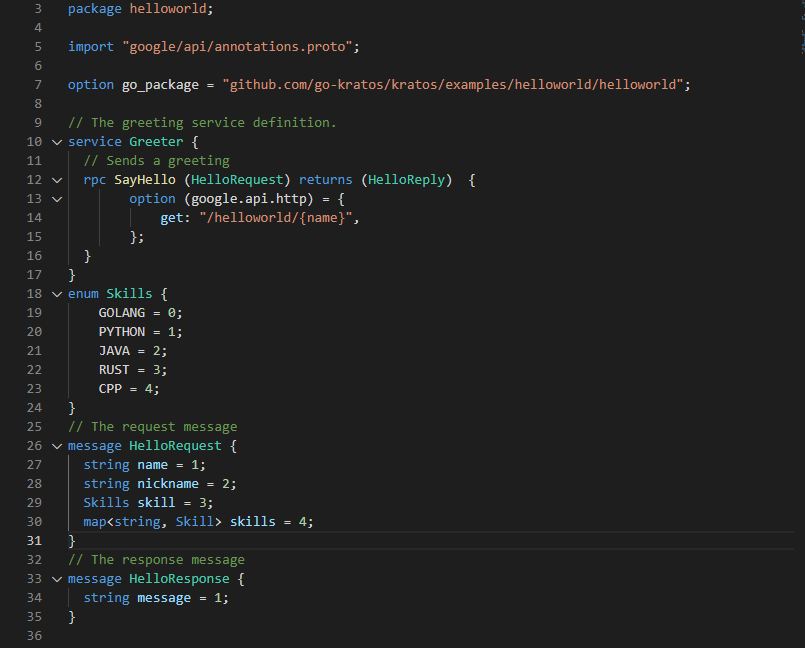 3 package helloworld;
4
5 import "google/api/annotations.proto";
6
7 option go_package = "github.com/go-kratos/kratos/examples/helloworld/helloworld";
8
9 // The greeting service definition.
10 service Greeter {
11 // Sends a greeting
12 rpc SayHello (HelloRequest) returns (HelloReply)  {
13 option (google.api.http) = {
14 get: "/helloworld/{name}",
15 };
16 }
17 }
18 enum Skills {
19 GOLANG = 0;
20 PYTHON = 1;
21 JAVA = 2;
22 RUST = 3;
23 CPP = 4;
24 }
25 // The request message
26 message HelloRequest {
27 string name = 1;
28 string nickname = 2;
29 Skills skill = 3;
30 map<string, Skill> skills = 4;
31 }
32 // The response message
33 message HelloResponse {
34 string message = 1;
35 }
36